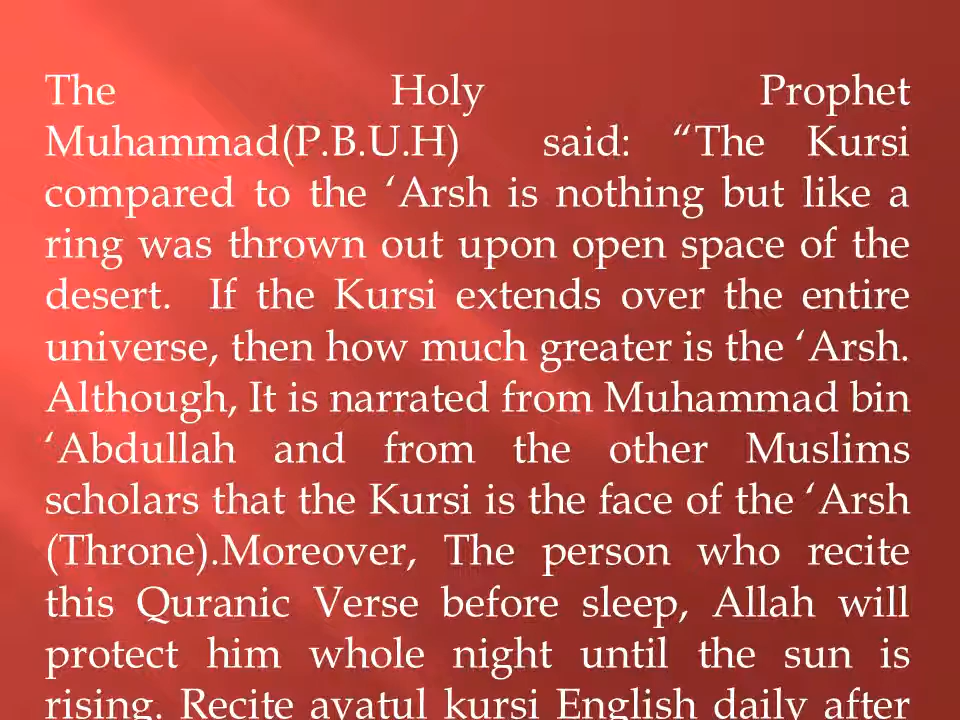 The Holy Prophet
Muhammad(P.B.U.H) said: “The Kursi
compared to the ‘Arsh is nothing but like a
ring was thrown out upon open space of the
desert. If the Kursi extends over the entire
universe, then how much greater is the ‘Arsh.
Although, It is narrated from Muhammad bin
‘Abdullah and from the other Muslims
scholars that the Kursi is the face of the ‘Arsh
(Throne).Moreover, The person who recite
this Quranic Verse before sleep, Allah will
protect him whole night until the sun is
rising. Recite ayatul kursi English daily after